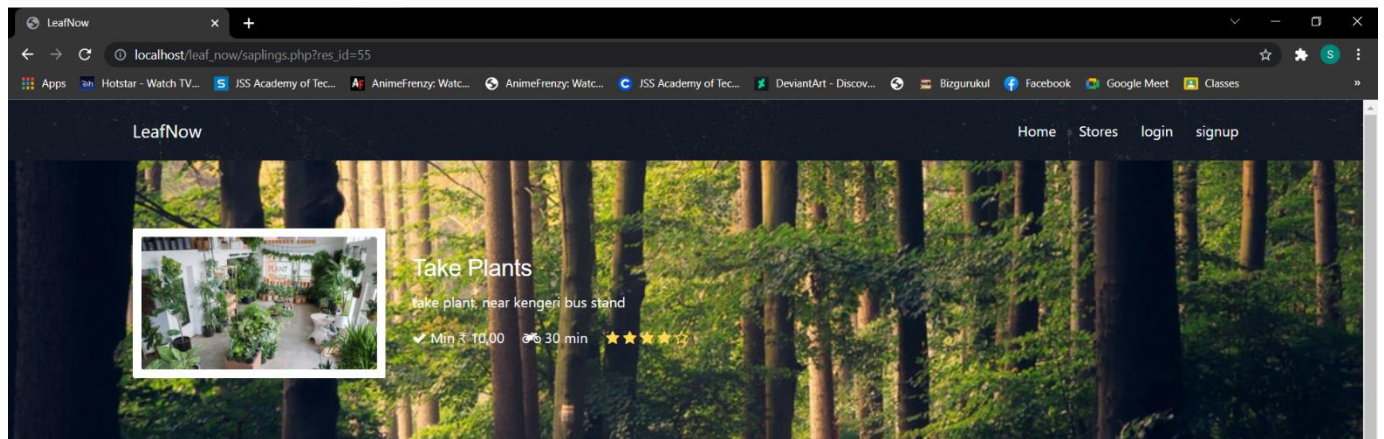 LeafNow
localhost/leaf_now/saplings.php?res_id=55
Apps
Hotstar - Watch TV...
JSS Academy of Tec...
AnimeFrenzy: Watc...
AnimeFrenzy: Watc...
JSS Academy of Tec...
DeviantArt - Discov...
Bizgurukul
Facebook
Google Meet
Classes
»
S
LeafNow
Home
Stores
login
signup
Take Plants
take plant, near kengeri bus stand
Min ₹ 10,00
30 min